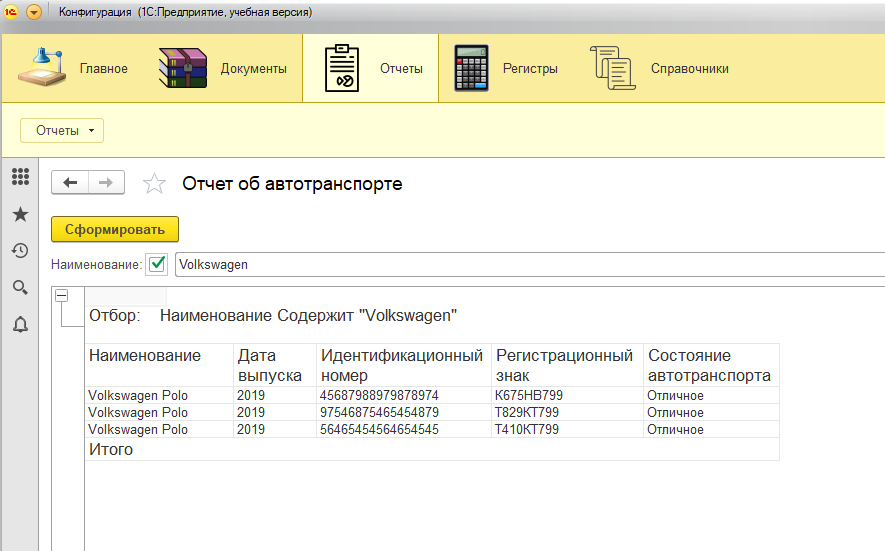 1С Конфигурация (1С:Предприятие, учебная версия)
Главное Документы Отчеты Регистры Справочники
Отчеты
Отчет об автотранспорте
Сформировать
Наименование: Volkswagen
Отбор: Наименование Содержит "Volkswagen"
Наименование Дата Идентификационный Регистрационный Состояние
выпуска номер знак автотранспорта
Volkswagen Polo 2019 45687988979878974 К675НВ799 Отличное
Volkswagen Polo 2019 97546875465454879 Т829КТ799 Отличное
Volkswagen Polo 2019 56465454564654545 Т410КТ799 Отличное
Итого